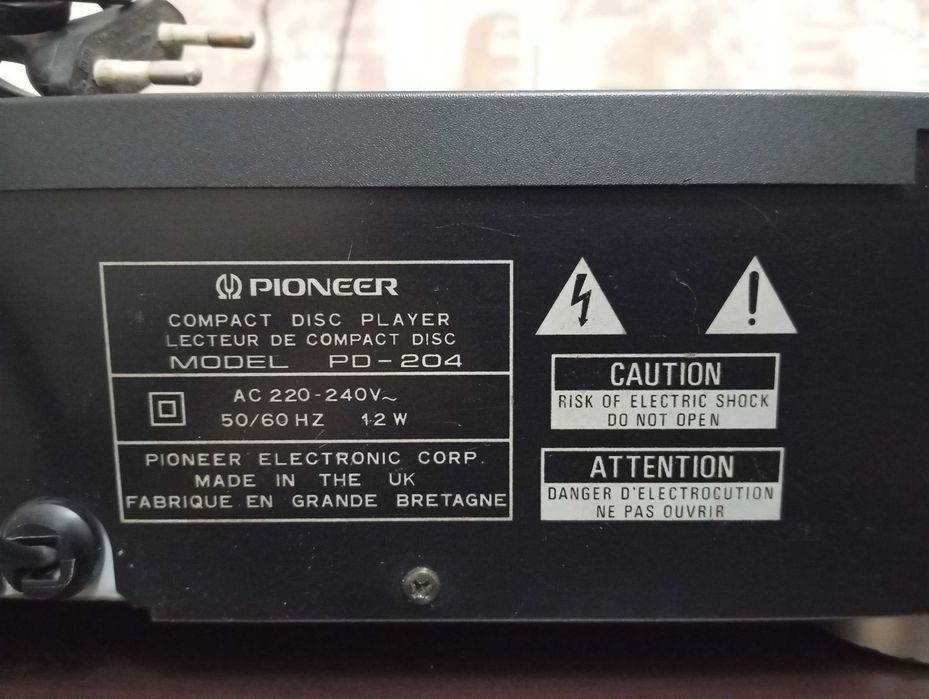 PIONEER
COMPACT DISC PLAYER
LECTEUR DE COMPACT DISC
MODEL PD-204
AC 220-240V~
50/60 HZ 12 W
PIONEER ELECTRONIC CORP.
MADE IN THE UK
FABRIQUE EN GRANDE BRETAGNE
CAUTION
RISK OF ELECTRIC SHOCK
DO NOT OPEN
ATTENTION
DANGER D'ELECTROCUTION
NE PAS OUVRIR